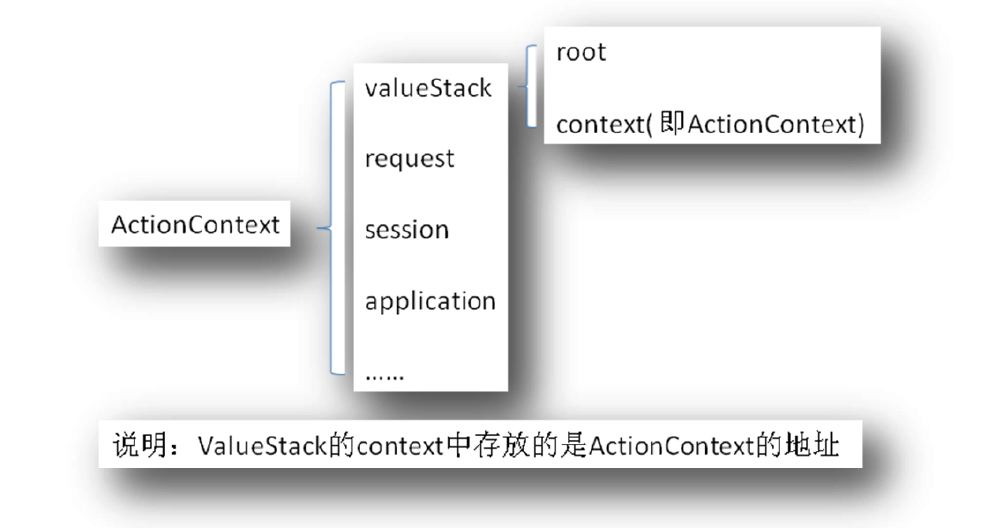 root
valueStack
context( 即ActionContext)
request
ActionContext
session
application
......
说明：ValueStack的context中存放的是ActionContext的地址